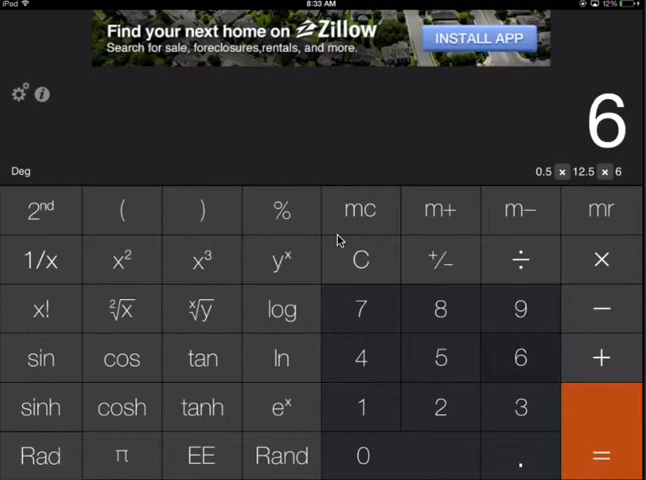 iPad 8:33 AM 12%
Find your next home on Zillow
Search for sale, foreclosures,rentals, and more.
INSTALL APP
6
Deg 0.5 × 12.5 × 6
2nd ( ) % mc m+ m− mr
1/x x² x³ yˣ C +/− ÷ ×
x! ²√x ˣ√y log 7 8 9 −
sin cos tan ln 4 5 6 +
sinh cosh tanh eˣ 1 2 3
Rad π EE Rand 0 . =